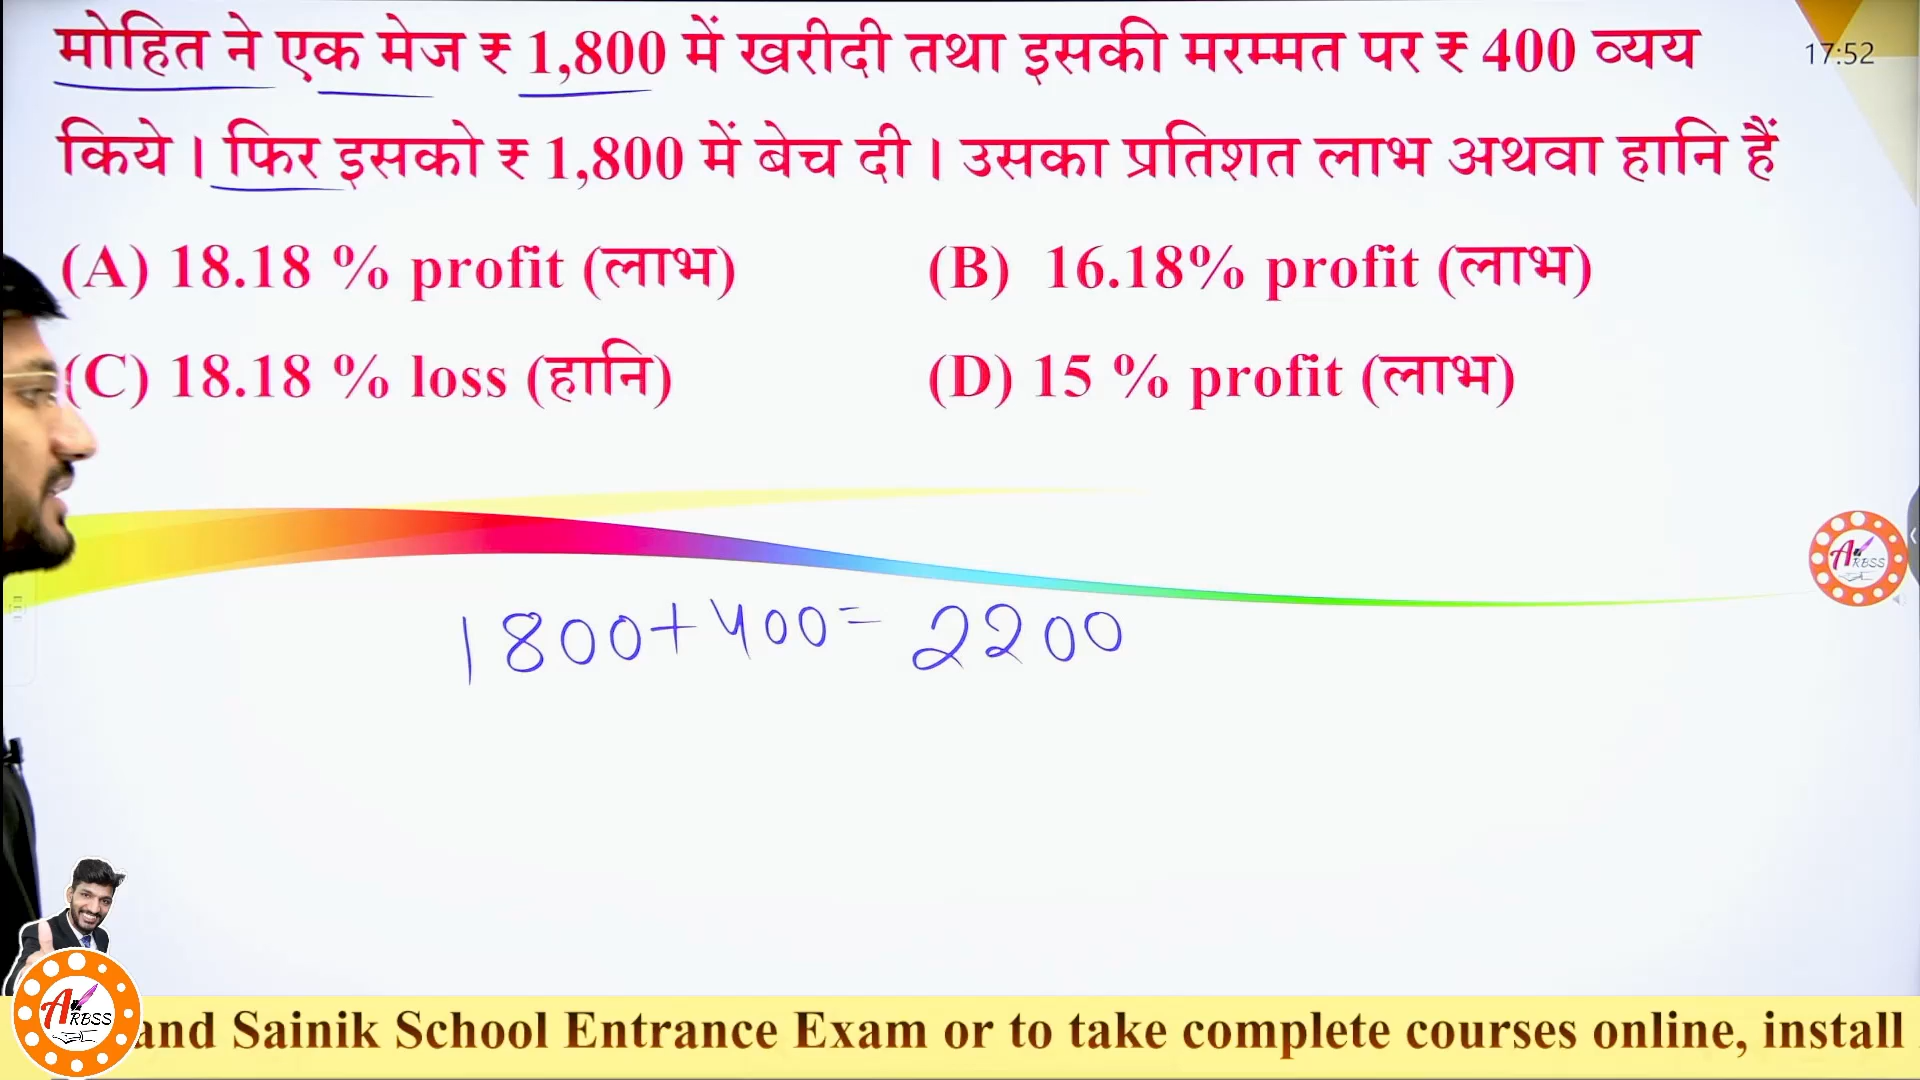 मोहित ने एक मेज ₹ 1,800 में खरीदी तथा इसकी मरम्मत पर ₹ 400 व्यय
17:52
किये । फिर इसको ₹ 1,800 में बेच दी । उसका प्रतिशत लाभ अथवा हानि हैं
(A) 18.18 % profit (लाभ)
(B) 16.18% profit (लाभ)
(C) 18.18 % loss (हानि)
(D) 15 % profit (लाभ)
ARBSS
1800+400= 2200
ARBSS
and Sainik School Entrance Exam or to take complete courses online, install